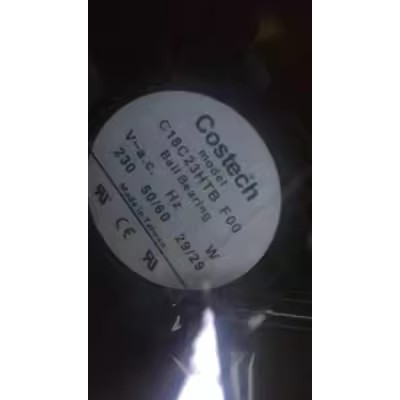 Costech
model
C18C23HTB F00
Ball Bearing
V~a.c. Hz W
230 50/60 29/29
Made in Taiwan
CE